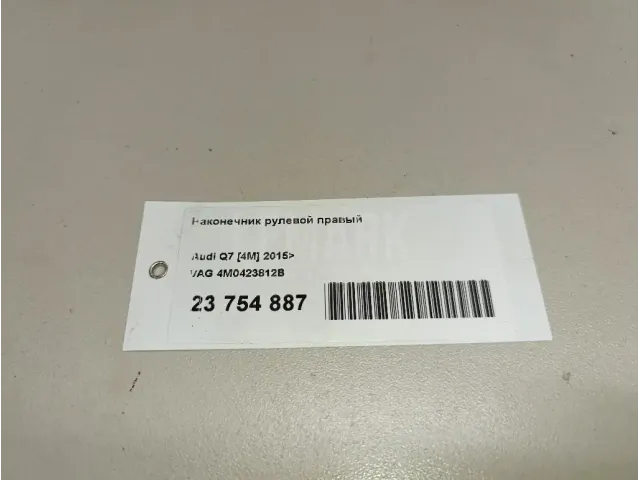 Наконечник рулевой правый
Audi Q7 [4M] 2015>
VAG 4M0423812B
23 754 887